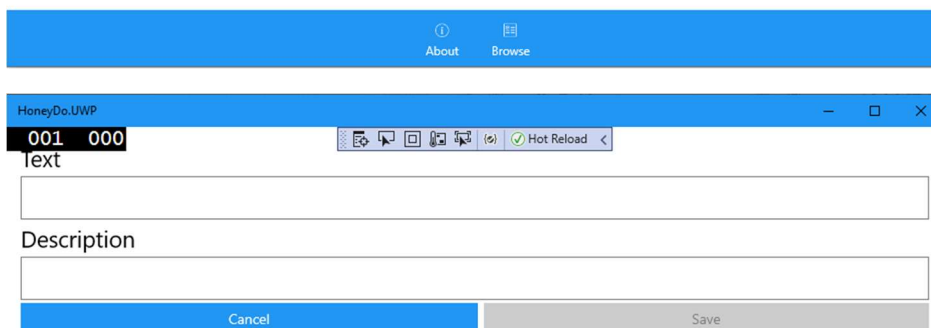 About Browse
HoneyDo.UWP
001 000
Hot Reload
Text
Description
Cancel Save